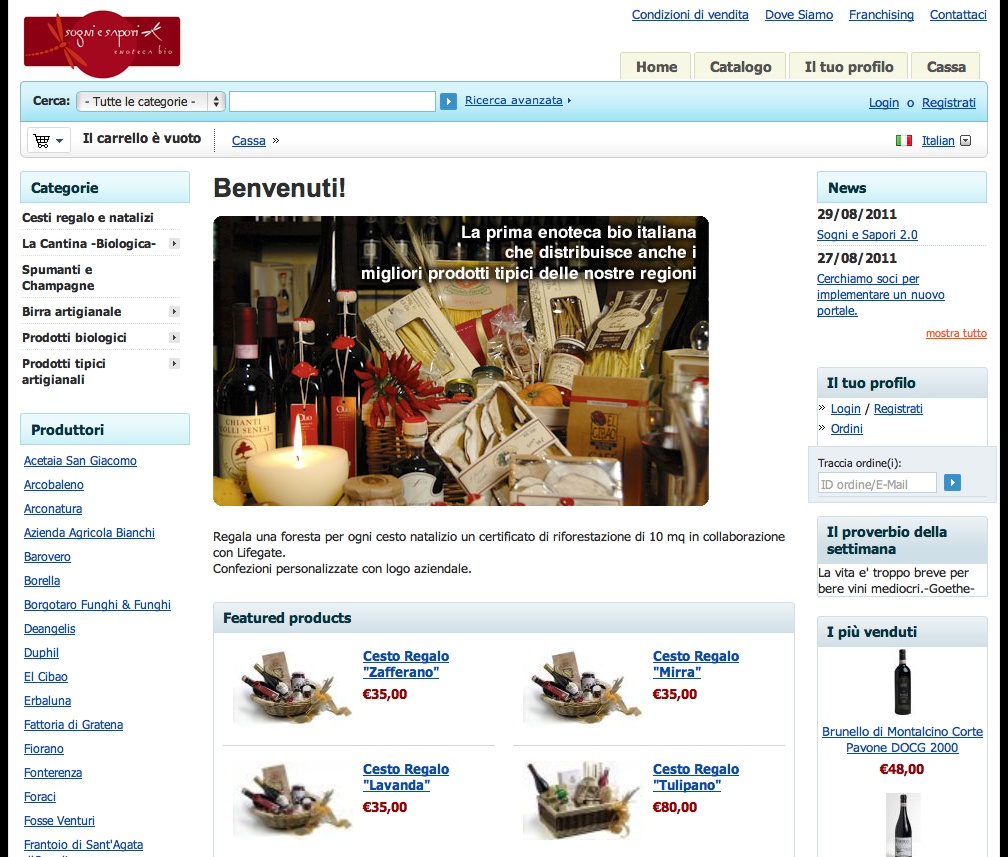 sogni e sapori
enoteca bio
Condizioni di vendita Dove Siamo Franchising Contattaci
Home Catalogo Il tuo profilo Cassa
Cerca: - Tutte le categorie - Ricerca avanzata
Login o Registrati
Il carrello è vuoto Cassa »
Italian
Categorie
Cesti regalo e natalizi
La Cantina -Biologica-
Spumanti e
Champagne
Birra artigianale
Prodotti biologici
Prodotti tipici
artigianali
Produttori
Acetaia San Giacomo
Arcobaleno
Arconatura
Azienda Agricola Bianchi
Barovero
Borella
Borgotaro Funghi & Funghi
Deangelis
Duphil
El Cibao
Erbaluna
Fattoria di Gratena
Fiorano
Fonterenza
Foraci
Fosse Venturi
Frantoio di Sant'Agata
Benvenuti!
La prima enoteca bio italiana
che distribuisce anche i
migliori prodotti tipici delle nostre regioni
CHIANTI
COLLI SENESI
Olio
EL
CIBAO
Regala una foresta per ogni cesto natalizio un certificato di riforestazione di 10 mq in collaborazione
con Lifegate.
Confezioni personalizzate con logo aziendale.
Featured products
Cesto Regalo
"Zafferano"
€35,00
Cesto Regalo
"Mirra"
€35,00
Cesto Regalo
"Lavanda"
€35,00
Cesto Regalo
"Tulipano"
€80,00
News
29/08/2011
Sogni e Sapori 2.0
27/08/2011
Cerchiamo soci per
implementare un nuovo
portale.
mostra tutto
Il tuo profilo
» Login / Registrati
» Ordini
Traccia ordine(i):
ID ordine/E-Mail
Il proverbio della
settimana
La vita e' troppo breve per
bere vini mediocri.-Goethe-
I più venduti
Brunello di Montalcino Corte
Pavone DOCG 2000
€48,00